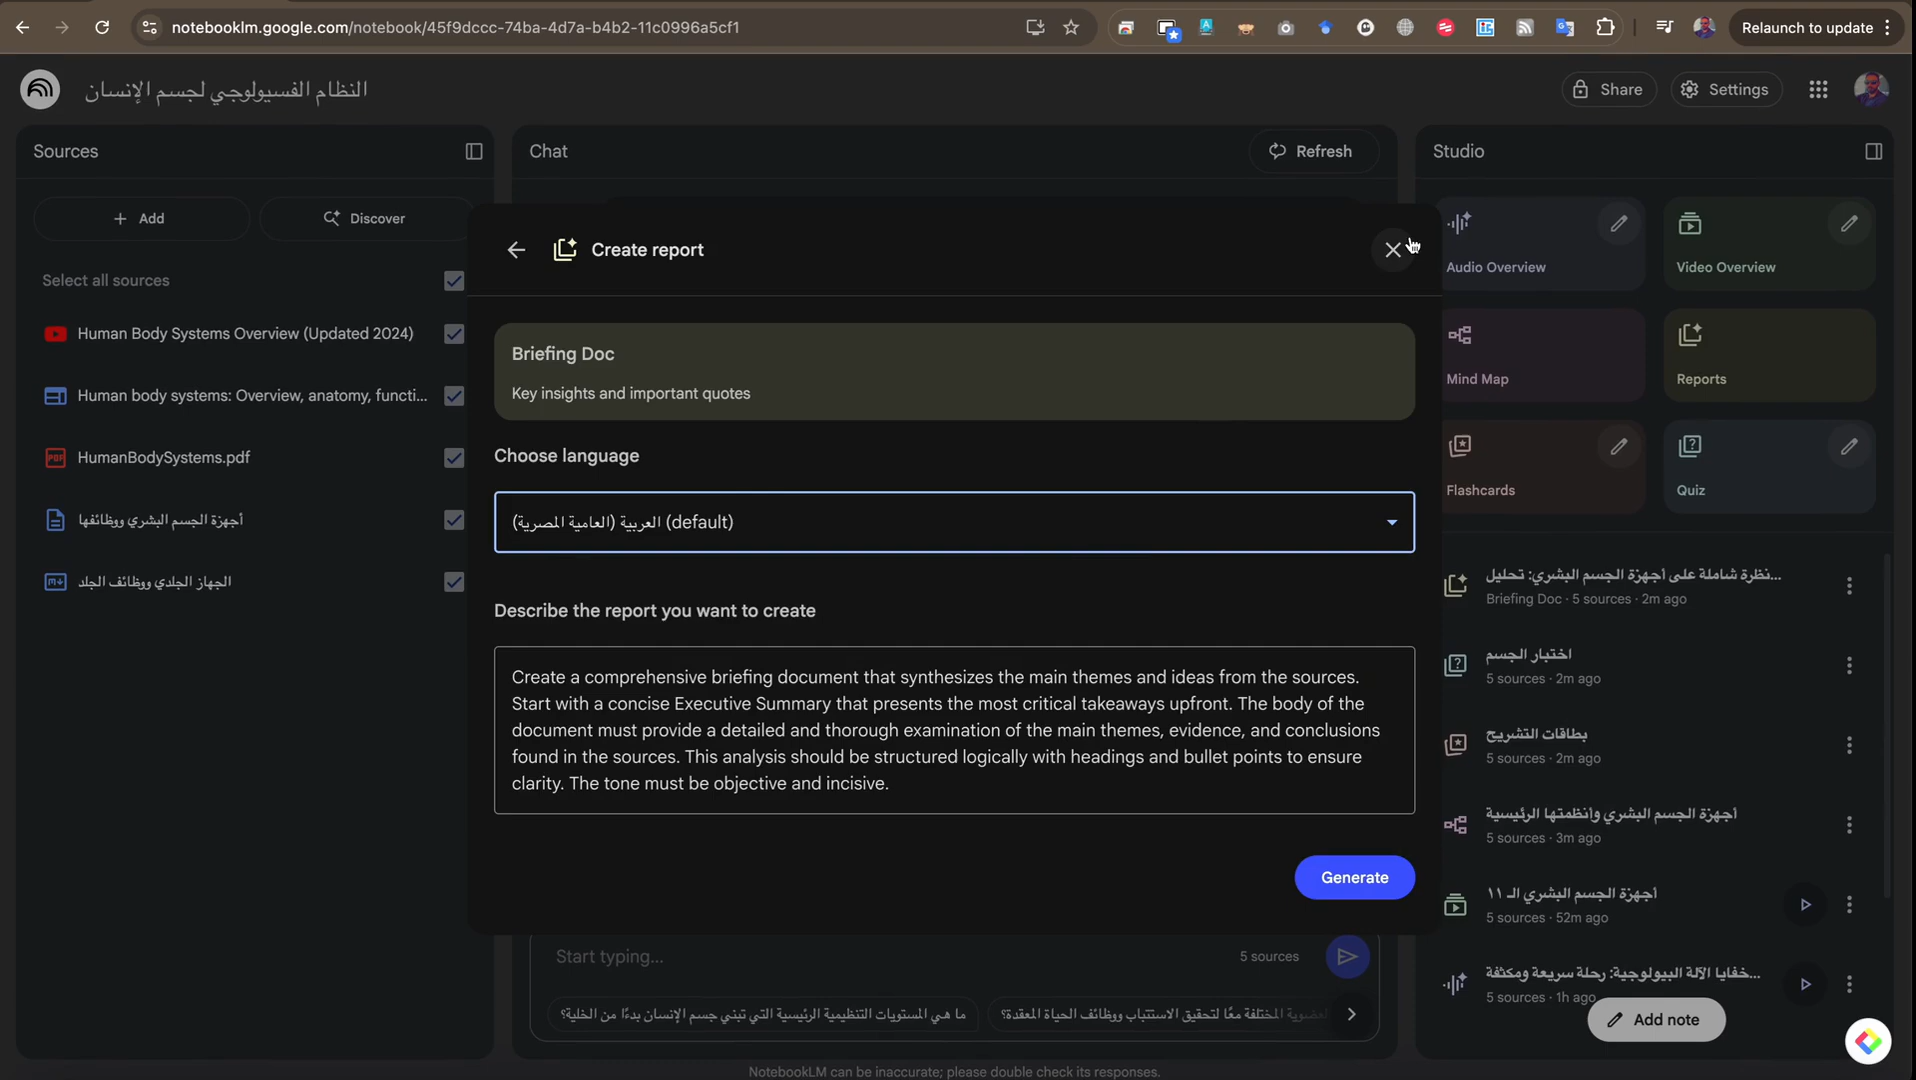 notebooklm.google.com/notebook/45f9dccc-74ba-4d7a-b4b2-11c0996a5cf1
Relaunch to update
النظام الفسيولوجي لجسم الإنسان
Share
Settings
Sources
Add
Discover
Select all sources
Human Body Systems Overview (Updated 2024)
Human body systems: Overview, anatomy, functi...
HumanBodySystems.pdf
أجهزة الجسم البشري ووظائفها
الجهاز الجلدي ووظائف الجلد
Chat
Refresh
Create report
Briefing Doc
Key insights and important quotes
Choose language
العربية (العامية المصرية) (default)
Describe the report you want to create
Create a comprehensive briefing document that synthesizes the main themes and ideas from the sources.
Start with a concise Executive Summary that presents the most critical takeaways upfront. The body of the
document must provide a detailed and thorough examination of the main themes, evidence, and conclusions
found in the sources. This analysis should be structured logically with headings and bullet points to ensure
clarity. The tone must be objective and incisive.
Generate
Start typing...
5 sources
ما هي المستويات التنظيمية الرئيسية التي تبني جسم الإنسان بدءًا من الخلية؟
العضوية المختلفة معًا لتحقيق الاستتباب ووظائف الحياة المعقدة؟
NotebookLM can be inaccurate; please double check its responses.
Studio
Audio Overview
Video Overview
Mind Map
Reports
Flashcards
Quiz
نظرة شاملة على أجهزة الجسم البشري: تحليل...
Briefing Doc · 5 sources · 2m ago
اختبار الجسم
5 sources · 2m ago
بطاقات التشريح
5 sources · 2m ago
أجهزة الجسم البشري وأنظمتها الرئيسية
5 sources · 3m ago
أجهزة الجسم البشري الـ ١١
5 sources · 52m ago
خفايا الآلة البيولوجية: رحلة سريعة ومكثفة...
5 sources · 1h ago
Add note